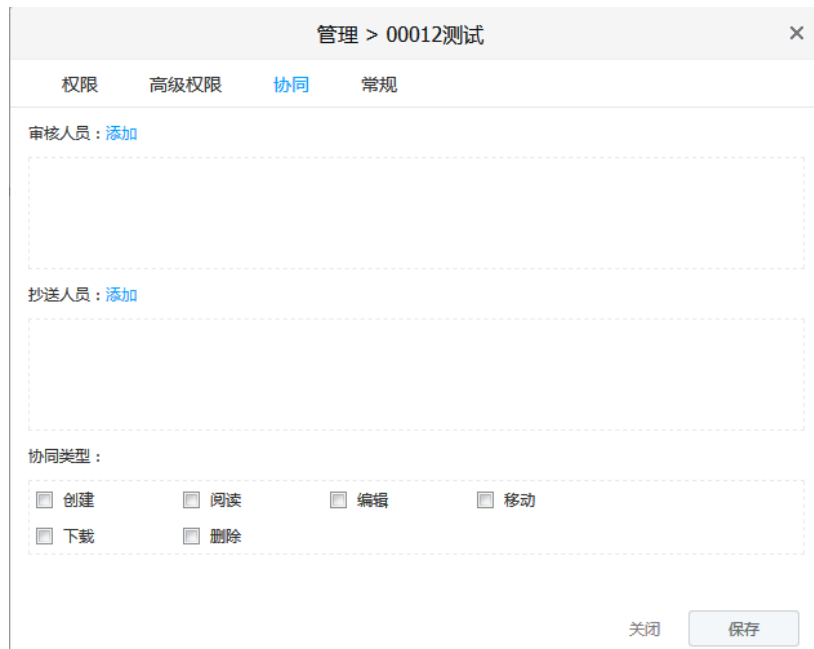 管理 > 00012测试 ×
权限 高级权限 协同 常规
审核人员：添加
抄送人员：添加
协同类型：
创建 阅读 编辑 移动
下载 删除
关闭 保存